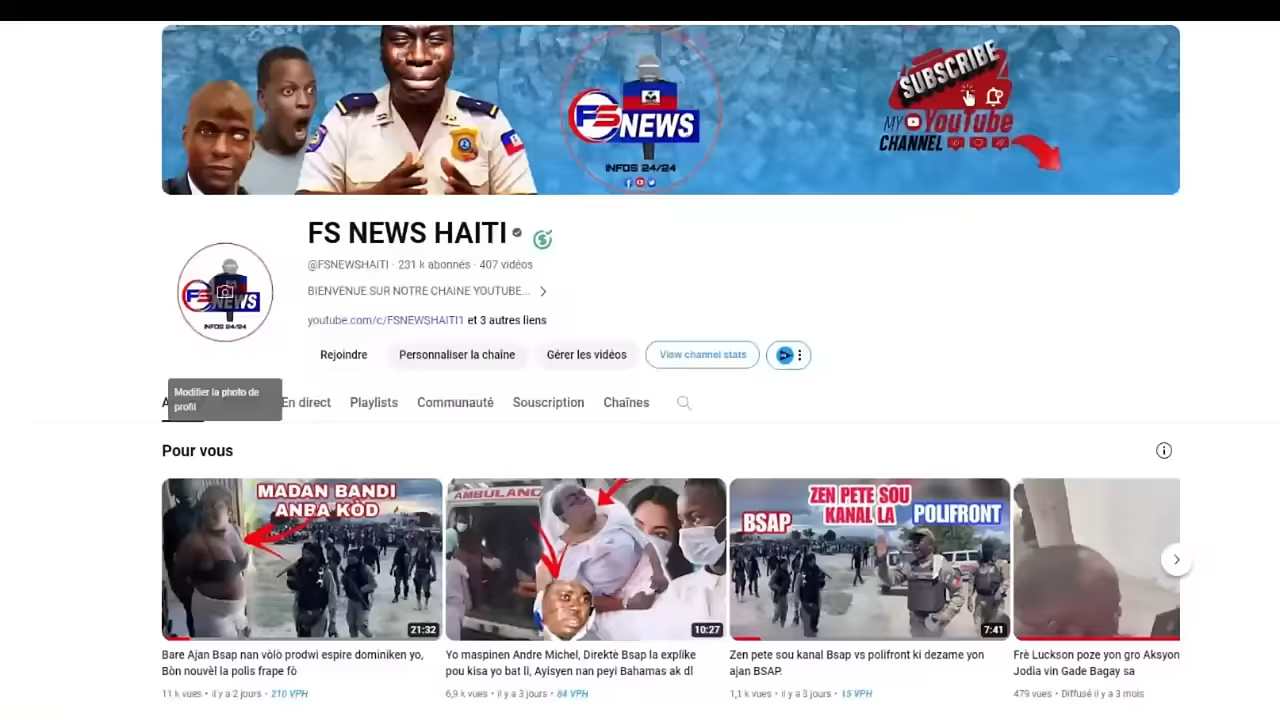 SUBSCRIBE
FS NEWS
MY YouTube
CHANNEL
INFOS 24/24
FS NEWS HAITI
@FSNEWSHAITI · 231 k abonnés · 407 vidéos
BIENVENUE SUR NOTRE CHAINE YOUTUBE...
FS NEWS
INFOS 24/24
youtube.com/c/FSNEWSHAITI1 et 3 autres liens
Rejoindre Personnaliser la chaîne Gérer les vidéos View channel stats
Modifier la photo de
profil
En direct Playlists Communauté Souscription Chaînes
Pour vous
MADAN BANDI
ANBA KÒD
21:32
AMBULANC
10:27
ZEN PETE SOU
KANAL LA
BSAP
POLIFRONT
7:41
Bare Ajan Bsap nan vòlò prodwi espire dominiken yo,
Bòn nouvèl la polis frape fò
11 k vues • il y a 2 jours • 210 VPH
Yo maspinen Andre Michel, Direktè Bsap la explike
pou kisa yo bat li, Ayisyen nan peyi Bahamas ak dl
6,9 k vues • il y a 3 jours • 84 VPH
Zen pete sou kanal Bsap vs polifront ki dezame yon
ajan BSAP.
1,1 k vues • il y a 3 jours • 15 VPH
Frè Luckson poze yon gro Aksyon
Jodia vin Gade Bagay sa
479 vues • Diffusé il y a 3 mois